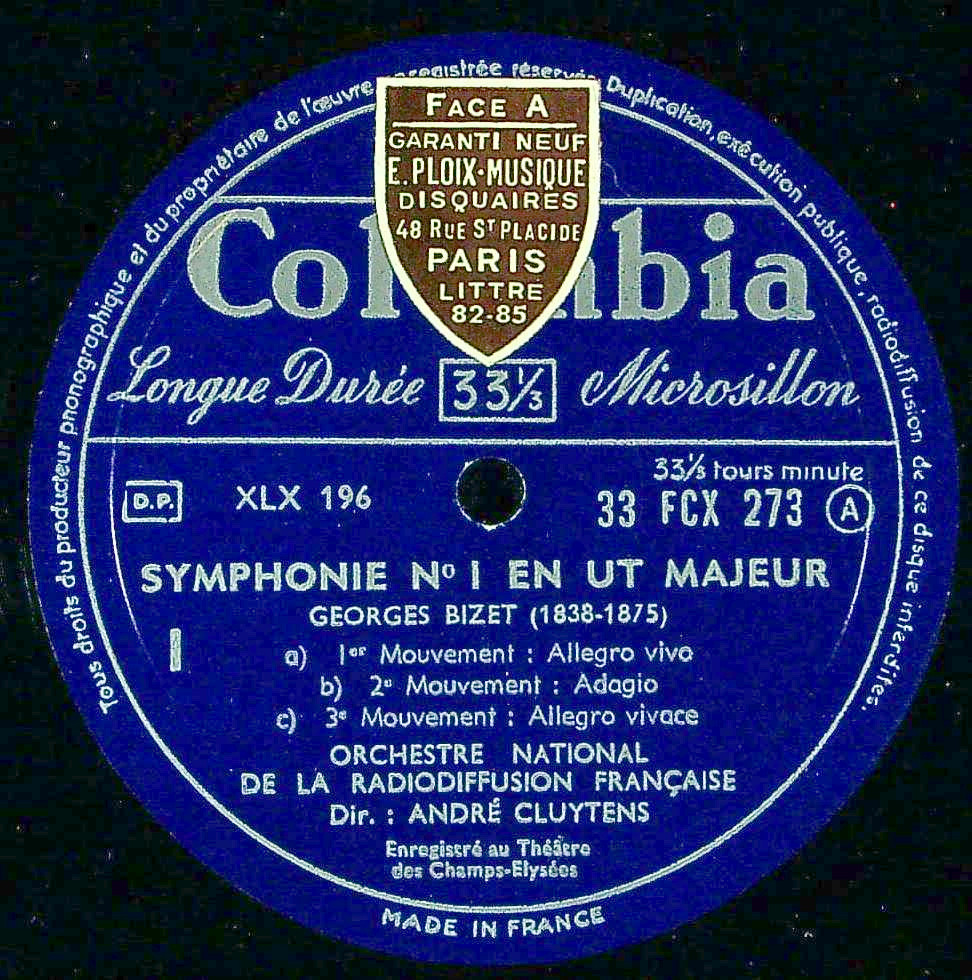 Tous droits du producteur phonographique et du propriétaire de l'œuvre enregistrée réservés Duplication, exécution publique, radiodiffusion de ce disque interdites.
FACE A
GARANTI NEUF
E. PLOIX·MUSIQUE
DISQUAIRES
48 RUE ST PLACIDE
PARIS
LITTRE
82-85
Longue Durée 33⅓ Microsillon
33⅓ tours minute
D.P. XLX 196 33 FCX 273 A
SYMPHONIE No I EN UT MAJEUR
GEORGES BIZET (1838-1875)
I
a) 1er Mouvement : Allegro vivo
b) 2e Mouvement : Adagio
c) 3e Mouvement : Allegro vivace
ORCHESTRE NATIONAL
DE LA RADIODIFFUSION FRANÇAISE
Dir. : ANDRÉ CLUYTENS
Enregistré au Théâtre
des Champs-Elysées
MADE IN FRANCE